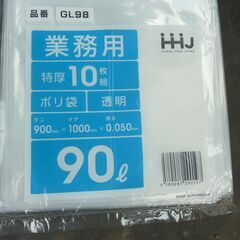 品番 GL98
業務用
HHJ
特厚10枚組
ポリ袋 透明
ヨコ タテ 厚み
900mm×1000mm×0.050mm
90ℓ